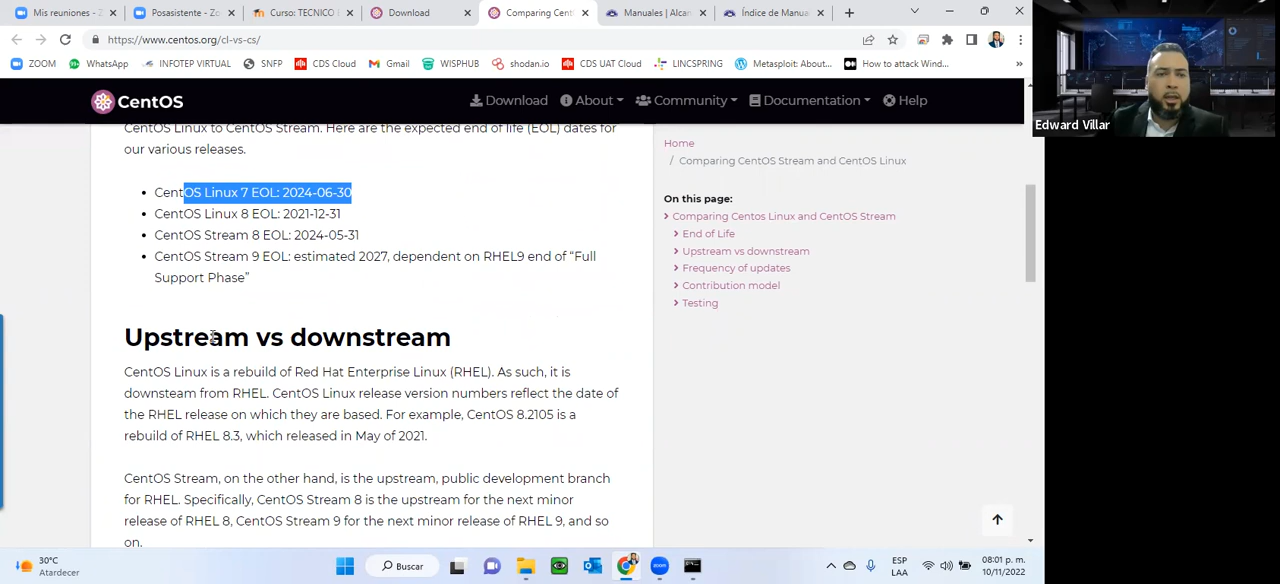 Mis reuniones - Z
Posasistente - Zo
Curso: TECNICO
Download
Comparing Cent
Manuales | Alcan
Índice de Manua
https://www.centos.org/cl-vs-cs/
ZOOM
WhatsApp
INFOTEP VIRTUAL
SNFP
CDS Cloud
Gmail
WISPHUB
shodan.io
CDS UAT Cloud
LINCSPRING
Metasploit: About...
How to attack Wind...
»
CentOS
Download
About
Community
Documentation
Help
CentOS Linux to CentOS Stream. Here are the expected end of life (EOL) dates for
our various releases.
• CentOS Linux 7 EOL: 2024-06-30
• CentOS Linux 8 EOL: 2021-12-31
• CentOS Stream 8 EOL: 2024-05-31
• CentOS Stream 9 EOL: estimated 2027, dependent on RHEL9 end of “Full
Support Phase”
Upstream vs downstream
CentOS Linux is a rebuild of Red Hat Enterprise Linux (RHEL). As such, it is
downsteam from RHEL. CentOS Linux release version numbers reflect the date of
the RHEL release on which they are based. For example, CentOS 8.2105 is a
rebuild of RHEL 8.3, which released in May of 2021.
CentOS Stream, on the other hand, is the upstream, public development branch
for RHEL. Specifically, CentOS Stream 8 is the upstream for the next minor
release of RHEL 8, CentOS Stream 9 for the next minor release of RHEL 9, and so
on.
Home
/ Comparing CentOS Stream and CentOS Linux
On this page:
Comparing Centos Linux and CentOS Stream
End of Life
Upstream vs downstream
Frequency of updates
Contribution model
Testing
Edward Villar
30°C
Atardecer
Buscar
zoom
ESP
LAA
08:01 p. m.
10/11/2022